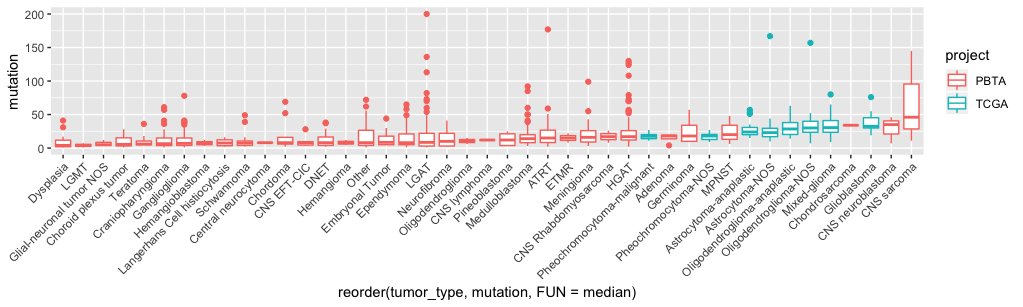 200
150
100
50
0
mutation
Dysplasia
LGMT
Glial-neuronal tumor NOS
Choroid plexus tumor
Teratoma
Craniopharyngioma
Ganglioglioma
Hemangioblastoma
Langerhans Cell histiocytosis
Schwannoma
Central neurocytoma
Chordoma
CNS EFT-CIC
DNET
Hemangioma
Other
Embryonal Tumor
Ependymoma
LGAT
Neurofibroma
Oligodendroglioma
CNS lymphoma
Pineoblastoma
Medulloblastoma
ATRT
ETMR
Meningioma
CNS Rhabdomyosarcoma
HGAT
Pheochromocytoma-malignant
Adenoma
Germinoma
Pheochromocytoma-NOS
MPNST
Astrocytoma-anaplastic
Astrocytoma-NOS
Oligodendroglioma-anaplastic
Oligodendroglioma-NOS
Mixed-glioma
Chondrosarcoma
Glioblastoma
CNS neuroblastoma
CNS sarcoma
reorder(tumor_type, mutation, FUN = median)
project
PBTA
TCGA